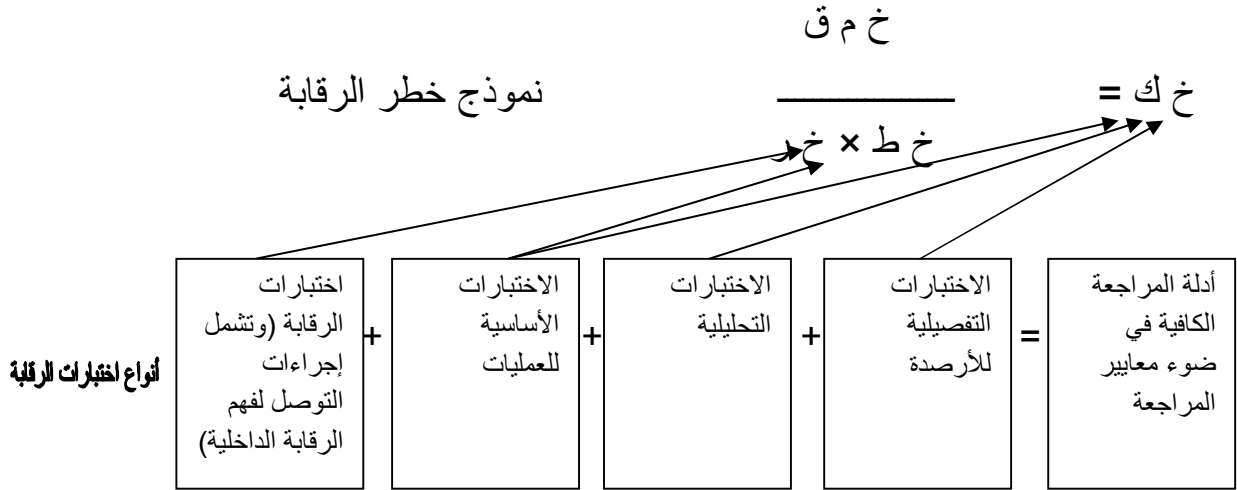 خ م ق
خ ك = ــــــــــــــــــ نموذج خطر الرقابة
خ ط × خ ر
أنواع اختبارات الرقابة
اختبارات
الرقابة (وتشمل
إجراءات
التوصل لفهم
الرقابة الداخلية)
+
الاختبارات
الأساسية
للعمليات
+
الاختبارات
التحليلية
+
الاختبارات
التفصيلية
للأرصدة
=
أدلة المراجعة
الكافية في
ضوء معايير
المراجعة